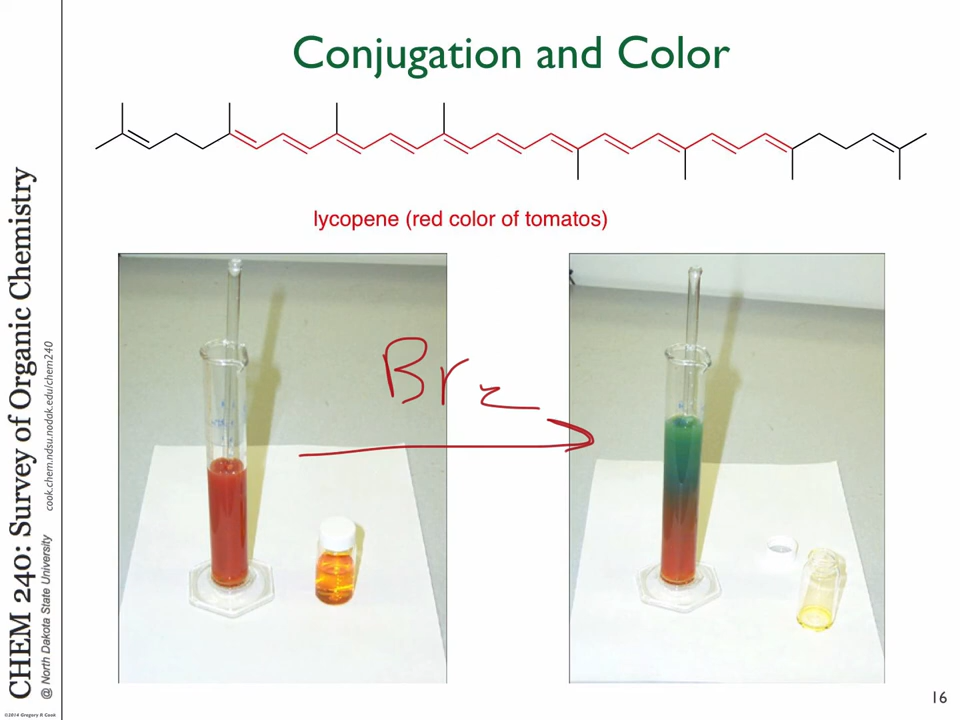 Conjugation and Color
lycopene (red color of tomatos)
Br2
CHEM 240: Survey of Organic Chemistry
@ North Dakota State University cook.chem.ndsu.nodak.edu/chem240
©2014 Gregory R Cook
16